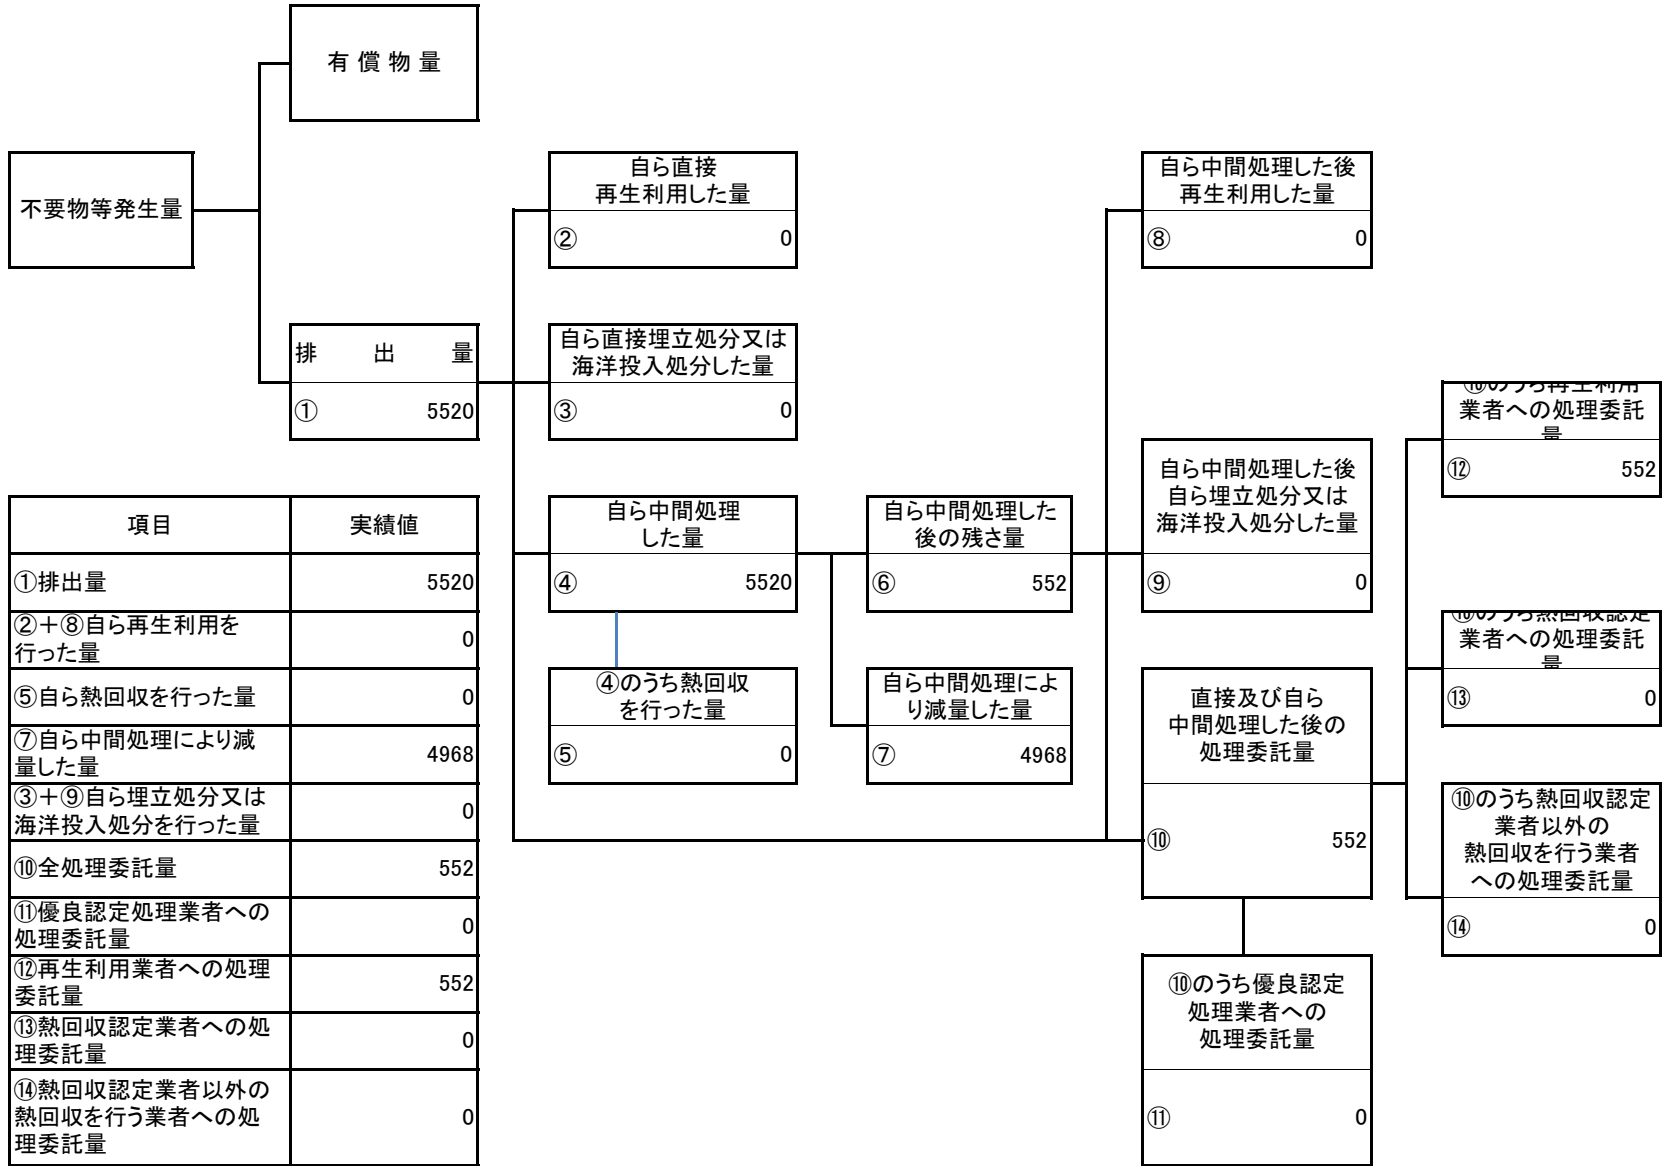 有 償 物 量
不要物等発生量
自ら直接
再生利用した量
② 0
自ら中間処理した後
再生利用した量
⑧ 0
排 出 量
① 5520
自ら直接埋立処分又は
海洋投入処分した量
③ 0
⑩のうち再生利用
業者への処理委託
量
⑫ 552
自ら中間処理した後
自ら埋立処分又は
海洋投入処分した量
⑨ 0
自ら中間処理
した量
④ 5520
自ら中間処理した
後の残さ量
⑥ 552
⑩のうち熱回収認定
業者への処理委託
量
⑬ 0
④のうち熱回収
を行った量
⑤ 0
自ら中間処理によ
り減量した量
⑦ 4968
直接及び自ら
中間処理した後の
処理委託量
⑩ 552
⑩のうち熱回収認定
業者以外の
熱回収を行う業者
への処理委託量
⑭ 0
⑩のうち優良認定
処理業者への
処理委託量
⑪ 0
項目 実績値
①排出量 5520
②＋⑧自ら再生利用を
行った量 0
⑤自ら熱回収を行った量 0
⑦自ら中間処理により減
量した量 4968
③＋⑨自ら埋立処分又は
海洋投入処分を行った量 0
⑩全処理委託量 552
⑪優良認定処理業者への
処理委託量 0
⑫再生利用業者への処理
委託量 552
⑬熱回収認定業者への処
理委託量 0
⑭熱回収認定業者以外の
熱回収を行う業者への処
理委託量 0